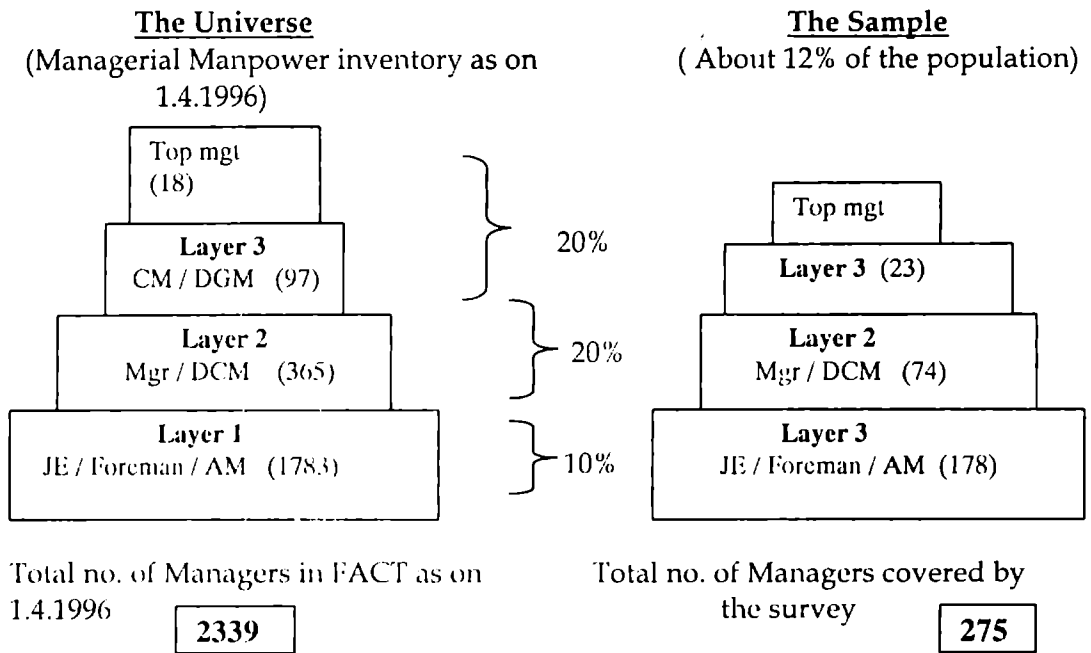 The Universe
(Managerial Manpower inventory as on
1.4.1996)
Top mgt
(18)
Layer 3
CM / DGM (97)
Layer 2
Mgr / DCM (365)
Layer 1
JE / Foreman / AM (1783)
20%
20%
10%
Total no. of Managers in FACT as on
1.4.1996
2339
The Sample
( About 12% of the population)
Top mgt
Layer 3 (23)
Layer 2
Mgr / DCM (74)
Layer 3
JE / Foreman / AM (178)
Total no. of Managers covered by
the survey
275